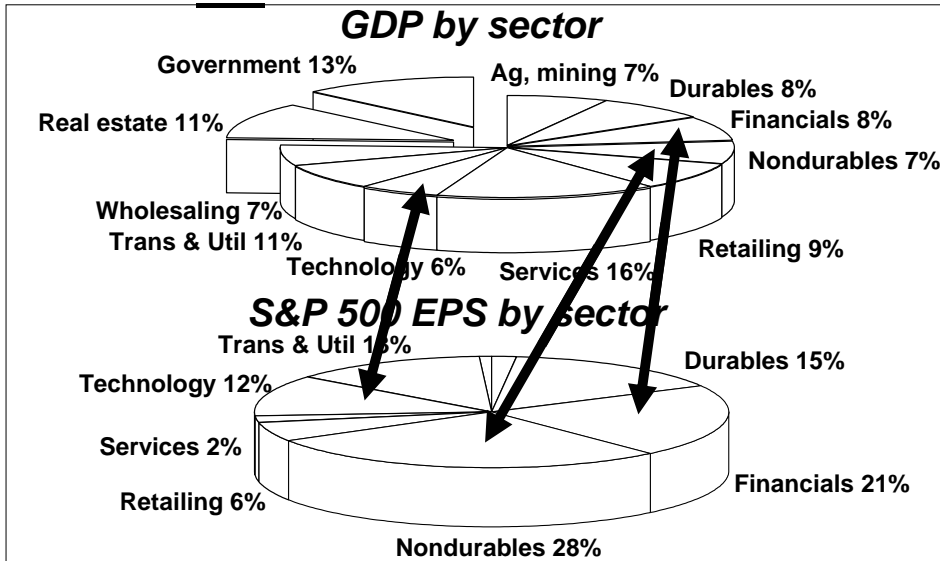 GDP by sector
Government 13%
Ag, mining 7%
Durables 8%
Real estate 11%
Financials 8%
Nondurables 7%
Wholesaling 7%
Trans & Util 11%
Retailing 9%
Technology 6%
Services 16%
S&P 500 EPS by sector
Trans & Util 13%
Durables 15%
Technology 12%
Services 2%
Financials 21%
Retailing 6%
Nondurables 28%